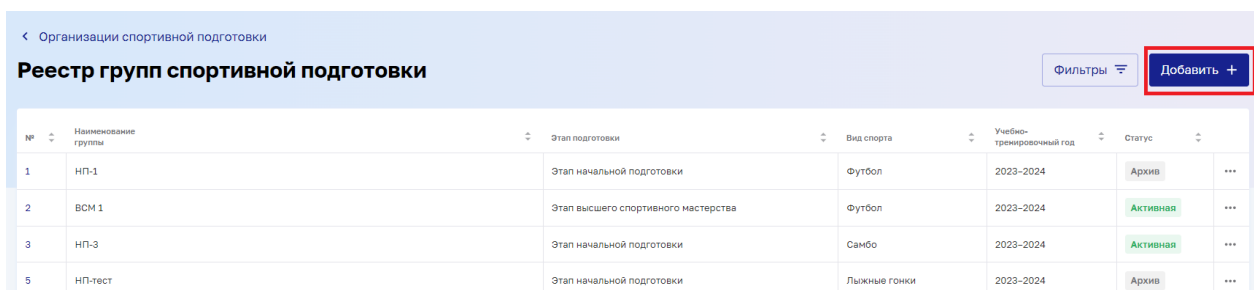 Организации спортивной подготовки
Реестр групп спортивной подготовки
Фильтры
Добавить +
№ Наименование группы Этап подготовки Вид спорта Учебно-тренировочный год Статус
1 НП-1 Этап начальной подготовки Футбол 2023-2024 Архив
2 ВСМ 1 Этап высшего спортивного мастерства Футбол 2023-2024 Активная
3 НП-3 Этап начальной подготовки Самбо 2023-2024 Активная
5 НП-тест Этап начальной подготовки Лыжные гонки 2023-2024 Архив